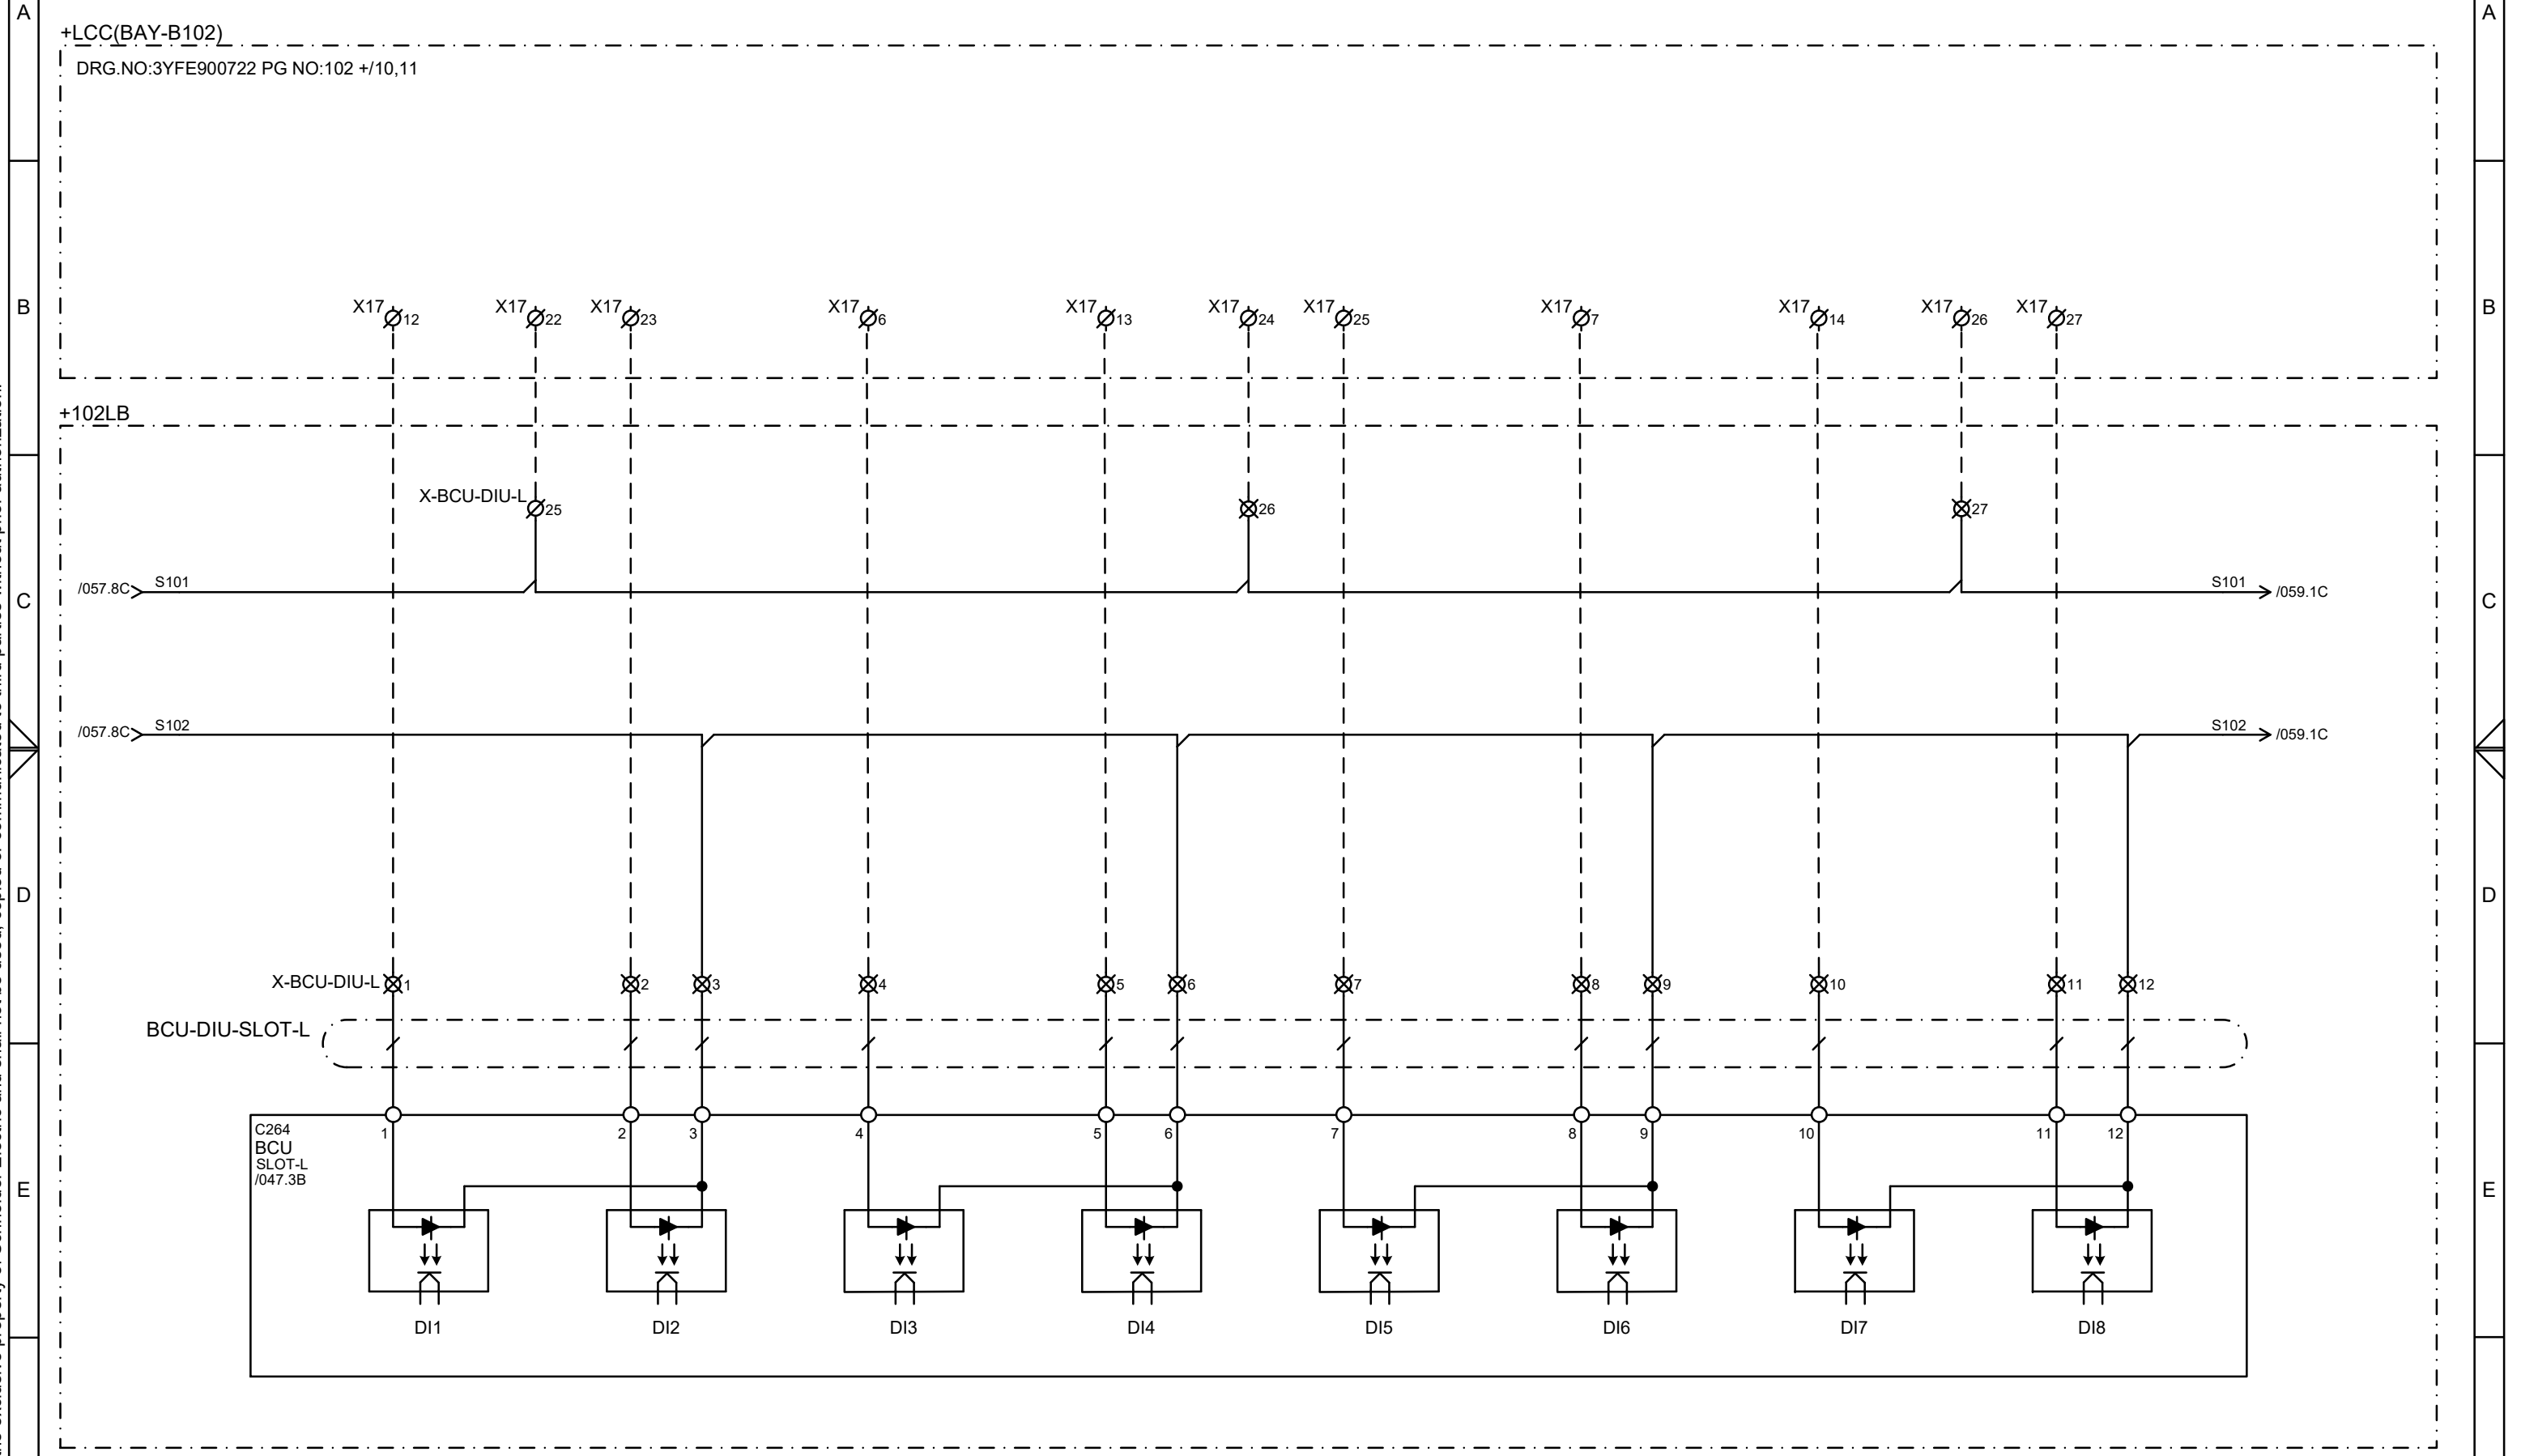 A A
+LCC(BAY-B102)
DRG.NO:3YFE900722 PG NO:102 +/10,11
B X17 12 X17 22 X17 23 X17 6 X17 13 X17 24 X17 25 X17 7 X17 14 X17 26 X17 27 B
+102LB
X-BCU-DIU-L 25 26 27
/057.8C S101 S101 /059.1C
C C
/057.8C S102 S102 /059.1C
D D
X-BCU-DIU-L 1 2 3 4 5 6 7 8 9 10 11 12
BCU-DIU-SLOT-L
C264 1 2 3 4 5 6 7 8 9 10 11 12
BCU
SLOT-L
/047.3B
E E
DI1 DI2 DI3 DI4 DI5 DI6 DI7 DI8